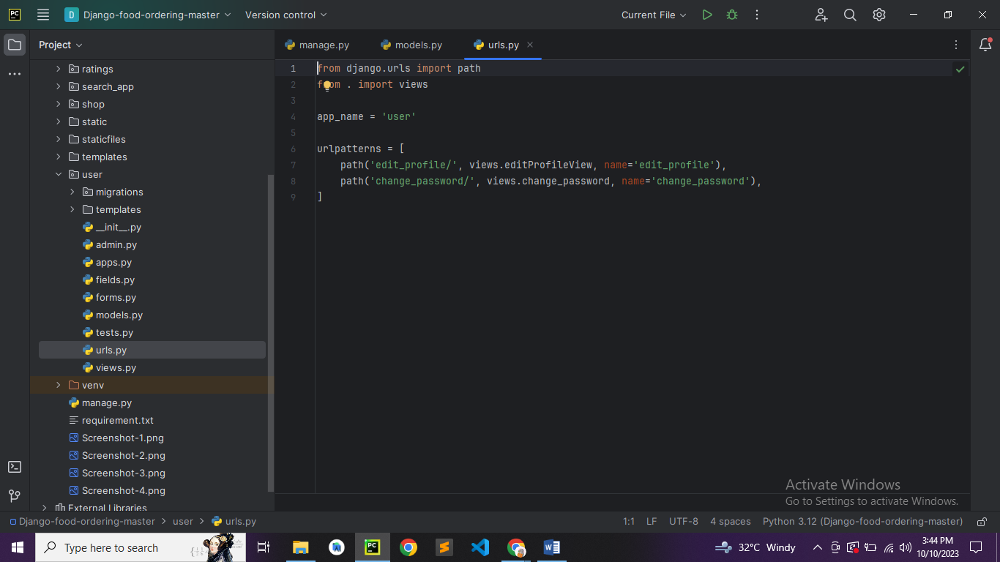 PC D Django-food-ordering-master Version control Current File
Project
manage.py models.py urls.py
ratings
search_app
shop
static
staticfiles
templates
user
migrations
templates
__init__.py
admin.py
apps.py
fields.py
forms.py
models.py
tests.py
urls.py
views.py
venv
manage.py
requirement.txt
Screenshot-1.png
Screenshot-2.png
Screenshot-3.png
Screenshot-4.png
External Libraries
1 from django.urls import path
2 from . import views
3
4 app_name = 'user'
5
6 urlpatterns = [
7 path('edit_profile/', views.editProfileView, name='edit_profile'),
8 path('change_password/', views.change_password, name='change_password'),
9 ]
Activate Windows
Go to Settings to activate Windows.
Django-food-ordering-master > user > urls.py 1:1 LF UTF-8 4 spaces Python 3.12 (Django-food-ordering-master)
Type here to search PC 32°C Windy 3:44 PM
10/10/2023